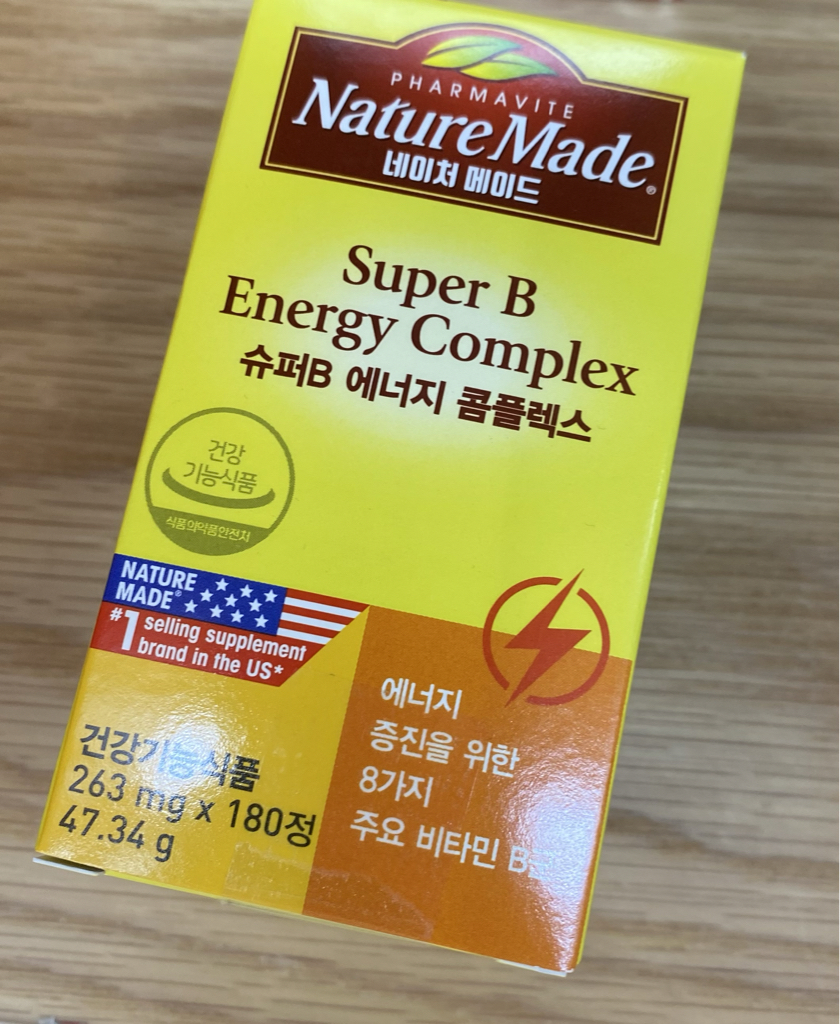 PHARMAVITE
Nature Made®
네이처 메이드
Super B
Energy Complex
슈퍼B 에너지 콤플렉스
건강
기능식품
식품의약품안전처
NATURE
MADE®
#1 selling supplement
brand in the US*
건강기능식품
263 mg x 180정
47.34 g
에너지
증진을 위한
8가지
주요 비타민